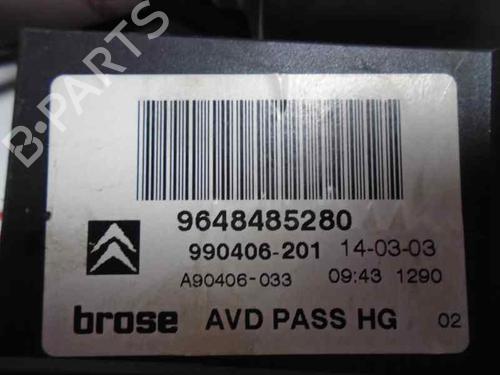 B-PARTS
9648485280
990406-201 14-03-03
A90406-033 09:43 1290
brose AVD PASS HG 02